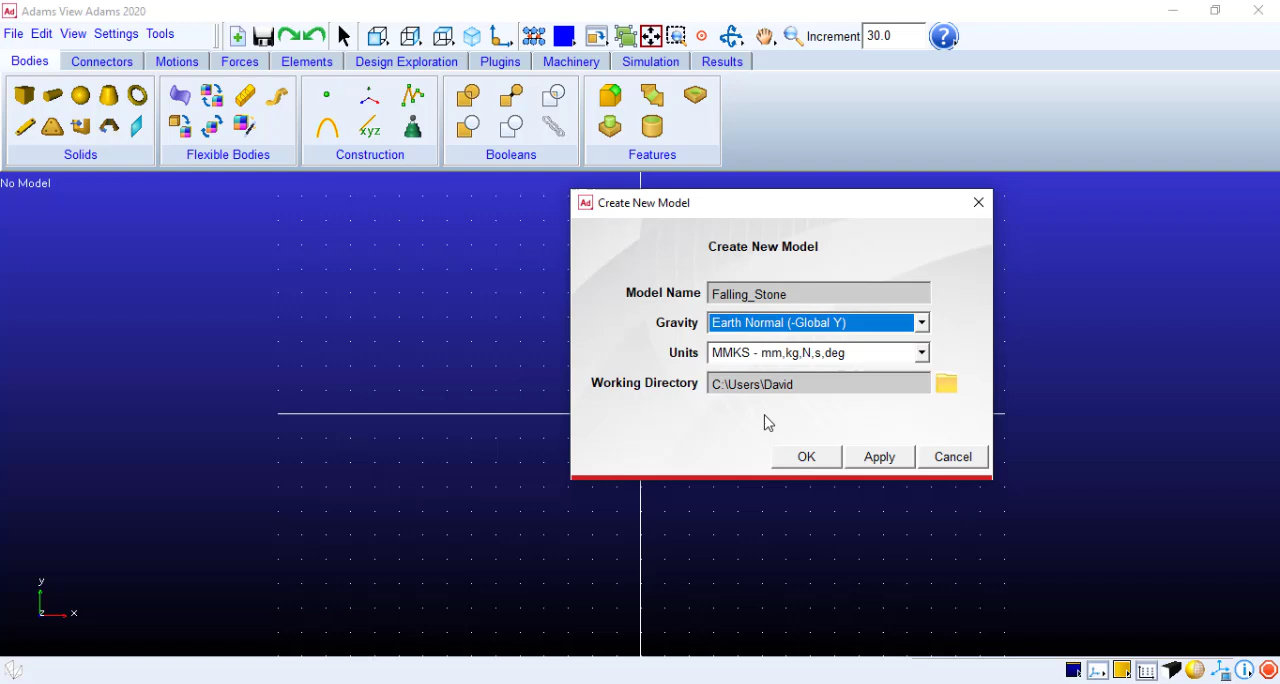 Ad Adams View Adams 2020
File Edit View Settings Tools
Increment 30.0 ?
Bodies Connectors Motions Forces Elements Design Exploration Plugins Machinery Simulation Results
xyz
Solids Flexible Bodies Construction Booleans Features
No Model
Ad Create New Model
Create New Model
Model Name Falling_Stone
Gravity Earth Normal (-Global Y)
Units MMKS - mm,kg,N,s,deg
Working Directory C:\Users\David
OK Apply Cancel
y
z x